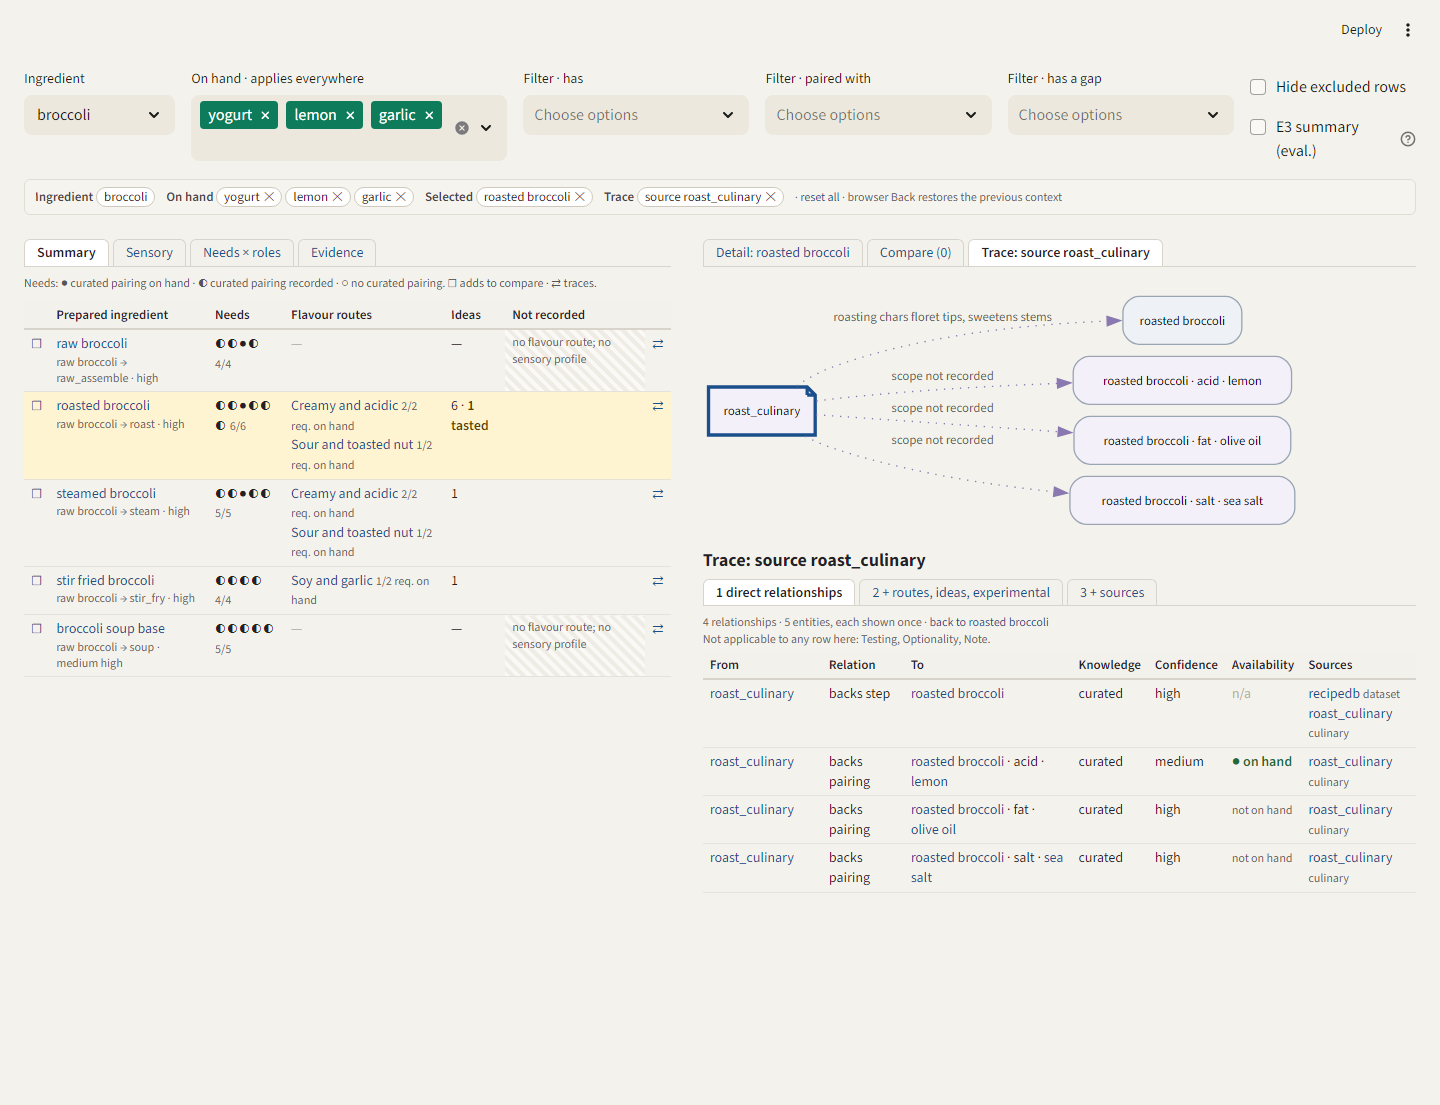 Deploy
Ingredient
On hand · applies everywhere
Filter · has
Filter · paired with
Filter · has a gap
broccoli
yogurt × lemon × garlic ×
Choose options
Choose options
Choose options
Hide excluded rows
E3 summary
(eval.)
Ingredient broccoli On hand yogurt × lemon × garlic × Selected roasted broccoli × Trace source roast_culinary × · reset all · browser Back restores the previous context
Summary Sensory Needs × roles Evidence
Needs: ● curated pairing on hand · ◐ curated pairing recorded · ○ no curated pairing. ❐ adds to compare · ⇄ traces.
Prepared ingredient Needs Flavour routes Ideas Not recorded
❐ raw broccoli ◐◐●◐ — — no flavour route; no ⇄
raw broccoli → 4/4 sensory profile
raw_assemble · high
❐ roasted broccoli ◐◐●◐◐ Creamy and acidic 2/2 6 · 1 ⇄
raw broccoli → roast · high ◐ 6/6 req. on hand tasted
Sour and toasted nut 1/2
req. on hand
❐ steamed broccoli ◐◐●◐◐ Creamy and acidic 2/2 1 ⇄
raw broccoli → steam · high 5/5 req. on hand
Sour and toasted nut 1/2
req. on hand
❐ stir fried broccoli ◐◐◐◐ Soy and garlic 1/2 req. on 1 ⇄
raw broccoli → stir_fry · high 4/4 hand
❐ broccoli soup base ◐◐◐◐◐ — — no flavour route; no ⇄
raw broccoli → soup · 5/5 sensory profile
medium high
Detail: roasted broccoli Compare (0) Trace: source roast_culinary
roasting chars floret tips, sweetens stems
roasted broccoli
scope not recorded
roasted broccoli · acid · lemon
roast_culinary
scope not recorded
roasted broccoli · fat · olive oil
scope not recorded
roasted broccoli · salt · sea salt
Trace: source roast_culinary
1 direct relationships 2 + routes, ideas, experimental 3 + sources
4 relationships · 5 entities, each shown once · back to roasted broccoli
Not applicable to any row here: Testing, Optionality, Note.
From Relation To Knowledge Confidence Availability Sources
roast_culinary backs step roasted broccoli curated high n/a recipedb dataset
roast_culinary
culinary
roast_culinary backs roasted broccoli · acid · curated medium ● on hand roast_culinary
pairing lemon culinary
roast_culinary backs roasted broccoli · fat · curated high not on hand roast_culinary
pairing olive oil culinary
roast_culinary backs roasted broccoli · salt · sea curated high not on hand roast_culinary
pairing salt culinary